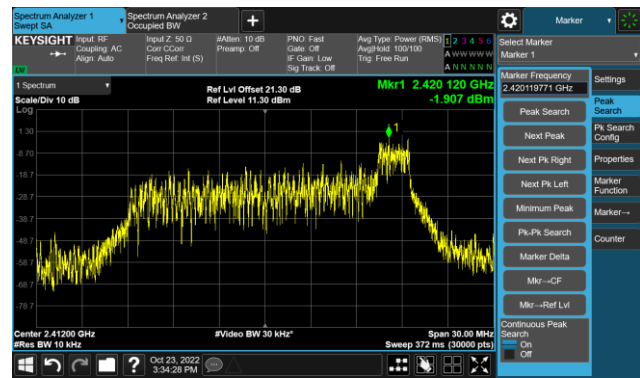 Spectrum Analyzer 1
Swept SA
Spectrum Analyzer 2
Occupied BW
+
Marker
KEYSIGHT
Input: RF
Coupling: AC
Align: Auto
Input Z: 50 Ω
Corr CCorr
Freq Ref: Int (S)
#Atten: 10 dB
Preamp: Off
PNO: Fast
Gate: Off
IF Gain: Low
Sig Track: Off
Avg Type: Power (RMS)
Avg|Hold: 100/100
Trig: Free Run
1 2 3 4 5 6
A W W W W W
A N N N N N
LXI
Select Marker
Marker 1
1 Spectrum
Scale/Div 10 dB
Ref Lvl Offset 21.30 dB
Ref Level 11.30 dBm
Mkr1 2.420 120 GHz
-1.907 dBm
Log
1.30
-8.70
-18.7
-28.7
-38.7
-48.7
-58.7
-68.7
-78.7
1
Center 2.41200 GHz
#Res BW 10 kHz
#Video BW 30 kHz*
Span 30.00 MHz
Sweep 372 ms (30000 pts)
Marker Frequency
2.420119771 GHz
Peak Search
Next Peak
Next Pk Right
Next Pk Left
Minimum Peak
Pk-Pk Search
Marker Delta
Mkr→CF
Mkr→Ref Lvl
Continuous Peak
Search
On
Off
Settings
Peak
Search
Pk Search
Config
Properties
Marker
Function
Marker→
Counter
?
Oct 23, 2022
3:34:28 PM